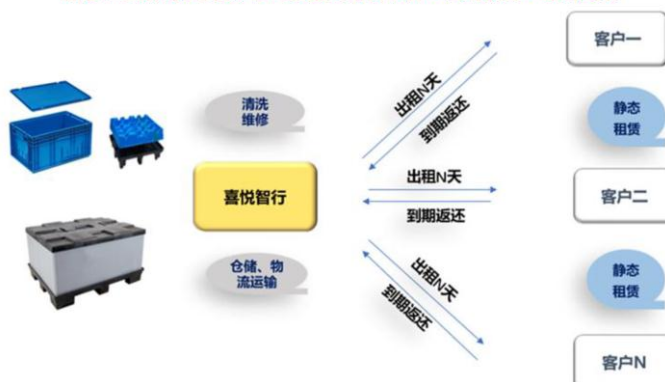 客户一
清洗
维修
出租N天
到期返还
静态
租赁
喜悦智行
出租N天
到期返还
客户二
仓储、物
流运输
出租N天
到期返还
静态
租赁
客户N